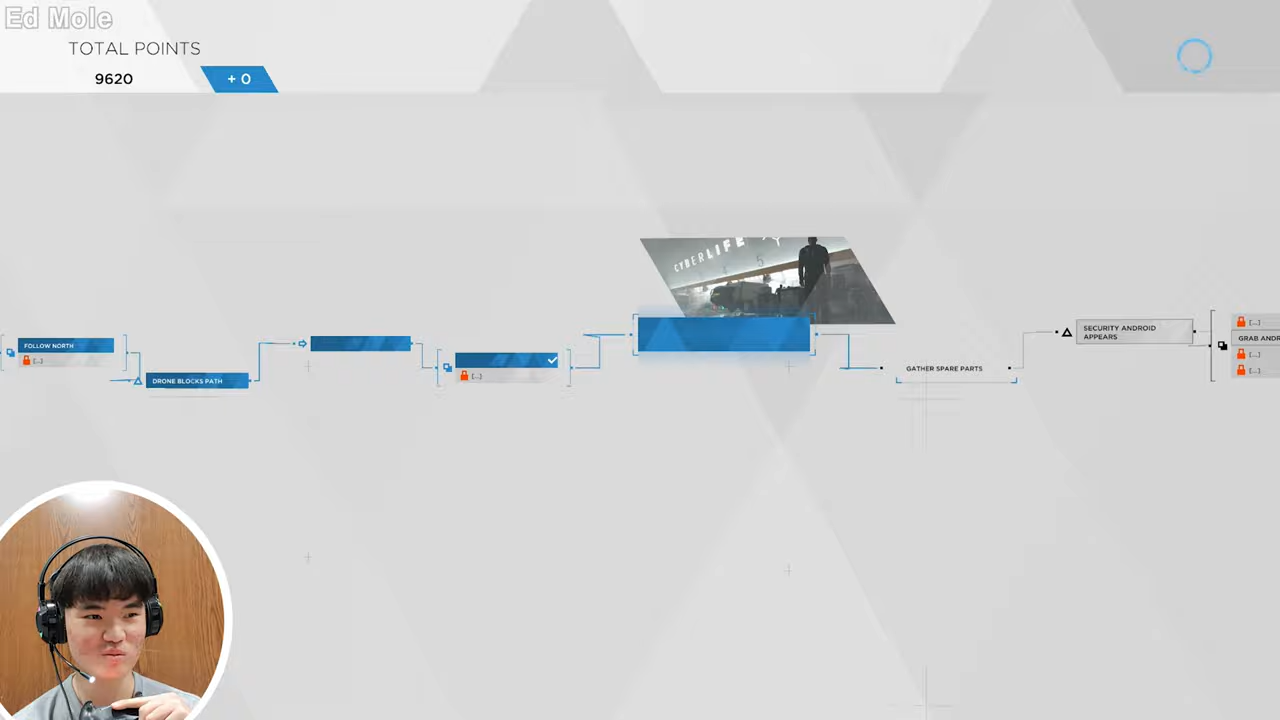 Ed Mole
TOTAL POINTS
9620
+ 0
CYBERLIFE
5
FOLLOW NORTH
[...]
DRONE BLOCKS PATH
[...]
GATHER SPARE PARTS
SECURITY ANDROID
APPEARS
[...]
GRAB ANDR
[...]
[...]